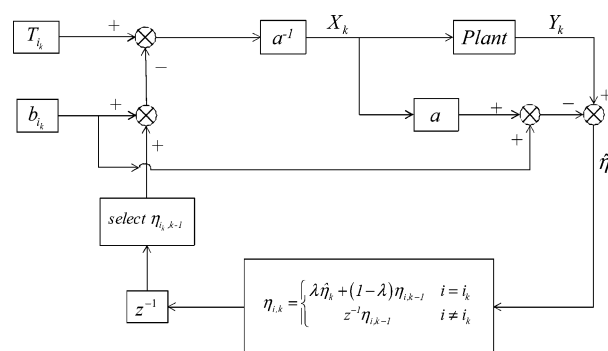 T_{i_k} + − a^{-1} X_k Plant Y_k
b_{i_k} + + a + + − +
η̂
select η_{i_k,k-1}
η_{i,k} = { λη̂_k + (1 − λ)η_{i,k-1} i = i_k
z^{-1}η_{i,k-1} i ≠ i_k
z^{-1}